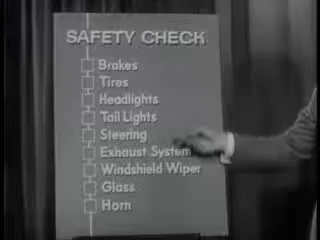 SAFETY CHECK
Brakes
Tires
Headlights
Tail Lights
Steering
Exhaust System
Windshield Wiper
Glass
Horn